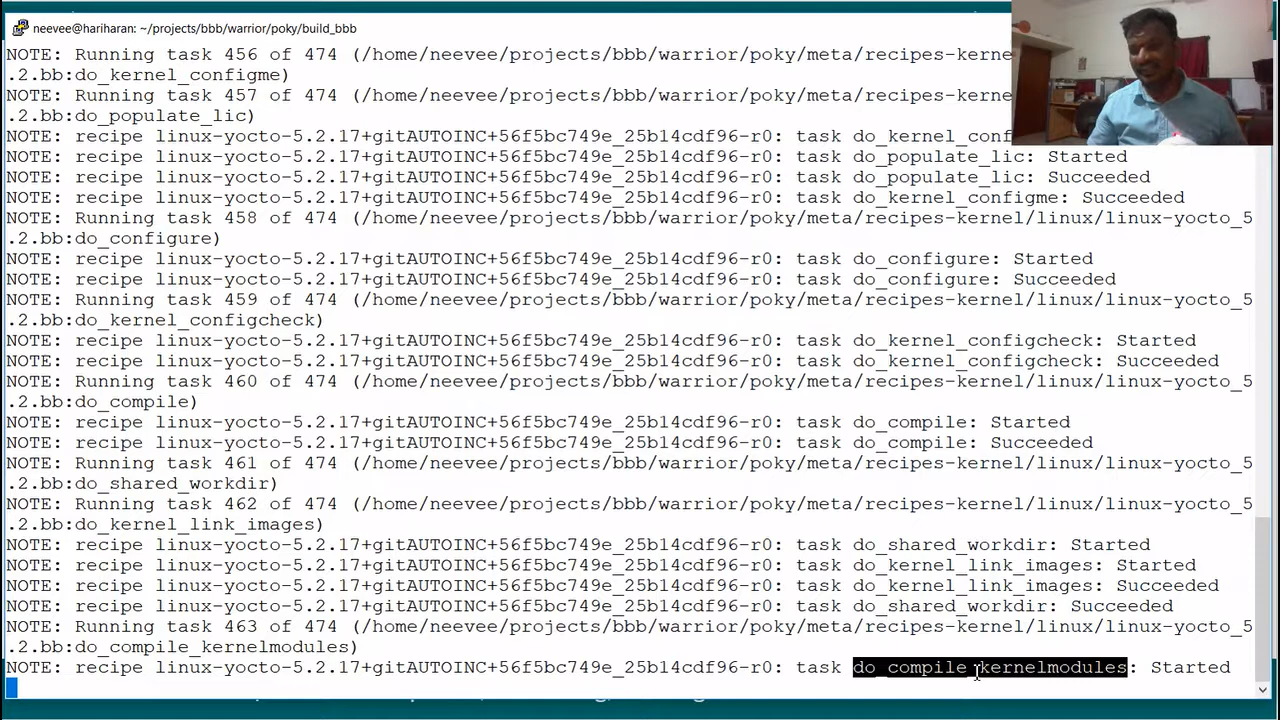 neevee@hariharan: ~/projects/bbb/warrior/poky/build_bbb
NOTE: Running task 456 of 474 (/home/neevee/projects/bbb/warrior/poky/meta/recipes-kern
.2.bb:do_kernel_configme)
NOTE: Running task 457 of 474 (/home/neevee/projects/bbb/warrior/poky/meta/recipes-kern
.2.bb:do_populate_lic)
NOTE: recipe linux-yocto-5.2.17+gitAUTOINC+56f5bc749e_25b14cdf96-r0: task do_kernel_conf
NOTE: recipe linux-yocto-5.2.17+gitAUTOINC+56f5bc749e_25b14cdf96-r0: task do_populate_lic: Started
NOTE: recipe linux-yocto-5.2.17+gitAUTOINC+56f5bc749e_25b14cdf96-r0: task do_populate_lic: Succeeded
NOTE: recipe linux-yocto-5.2.17+gitAUTOINC+56f5bc749e_25b14cdf96-r0: task do_kernel_configme: Succeeded
NOTE: Running task 458 of 474 (/home/neevee/projects/bbb/warrior/poky/meta/recipes-kernel/linux/linux-yocto_5
.2.bb:do_configure)
NOTE: recipe linux-yocto-5.2.17+gitAUTOINC+56f5bc749e_25b14cdf96-r0: task do_configure: Started
NOTE: recipe linux-yocto-5.2.17+gitAUTOINC+56f5bc749e_25b14cdf96-r0: task do_configure: Succeeded
NOTE: Running task 459 of 474 (/home/neevee/projects/bbb/warrior/poky/meta/recipes-kernel/linux/linux-yocto_5
.2.bb:do_kernel_configcheck)
NOTE: recipe linux-yocto-5.2.17+gitAUTOINC+56f5bc749e_25b14cdf96-r0: task do_kernel_configcheck: Started
NOTE: recipe linux-yocto-5.2.17+gitAUTOINC+56f5bc749e_25b14cdf96-r0: task do_kernel_configcheck: Succeeded
NOTE: Running task 460 of 474 (/home/neevee/projects/bbb/warrior/poky/meta/recipes-kernel/linux/linux-yocto_5
.2.bb:do_compile)
NOTE: recipe linux-yocto-5.2.17+gitAUTOINC+56f5bc749e_25b14cdf96-r0: task do_compile: Started
NOTE: recipe linux-yocto-5.2.17+gitAUTOINC+56f5bc749e_25b14cdf96-r0: task do_compile: Succeeded
NOTE: Running task 461 of 474 (/home/neevee/projects/bbb/warrior/poky/meta/recipes-kernel/linux/linux-yocto_5
.2.bb:do_shared_workdir)
NOTE: Running task 462 of 474 (/home/neevee/projects/bbb/warrior/poky/meta/recipes-kernel/linux/linux-yocto_5
.2.bb:do_kernel_link_images)
NOTE: recipe linux-yocto-5.2.17+gitAUTOINC+56f5bc749e_25b14cdf96-r0: task do_shared_workdir: Started
NOTE: recipe linux-yocto-5.2.17+gitAUTOINC+56f5bc749e_25b14cdf96-r0: task do_kernel_link_images: Started
NOTE: recipe linux-yocto-5.2.17+gitAUTOINC+56f5bc749e_25b14cdf96-r0: task do_kernel_link_images: Succeeded
NOTE: recipe linux-yocto-5.2.17+gitAUTOINC+56f5bc749e_25b14cdf96-r0: task do_shared_workdir: Succeeded
NOTE: Running task 463 of 474 (/home/neevee/projects/bbb/warrior/poky/meta/recipes-kernel/linux/linux-yocto_5
.2.bb:do_compile_kernelmodules)
NOTE: recipe linux-yocto-5.2.17+gitAUTOINC+56f5bc749e_25b14cdf96-r0: task do_compile_kernelmodules: Started